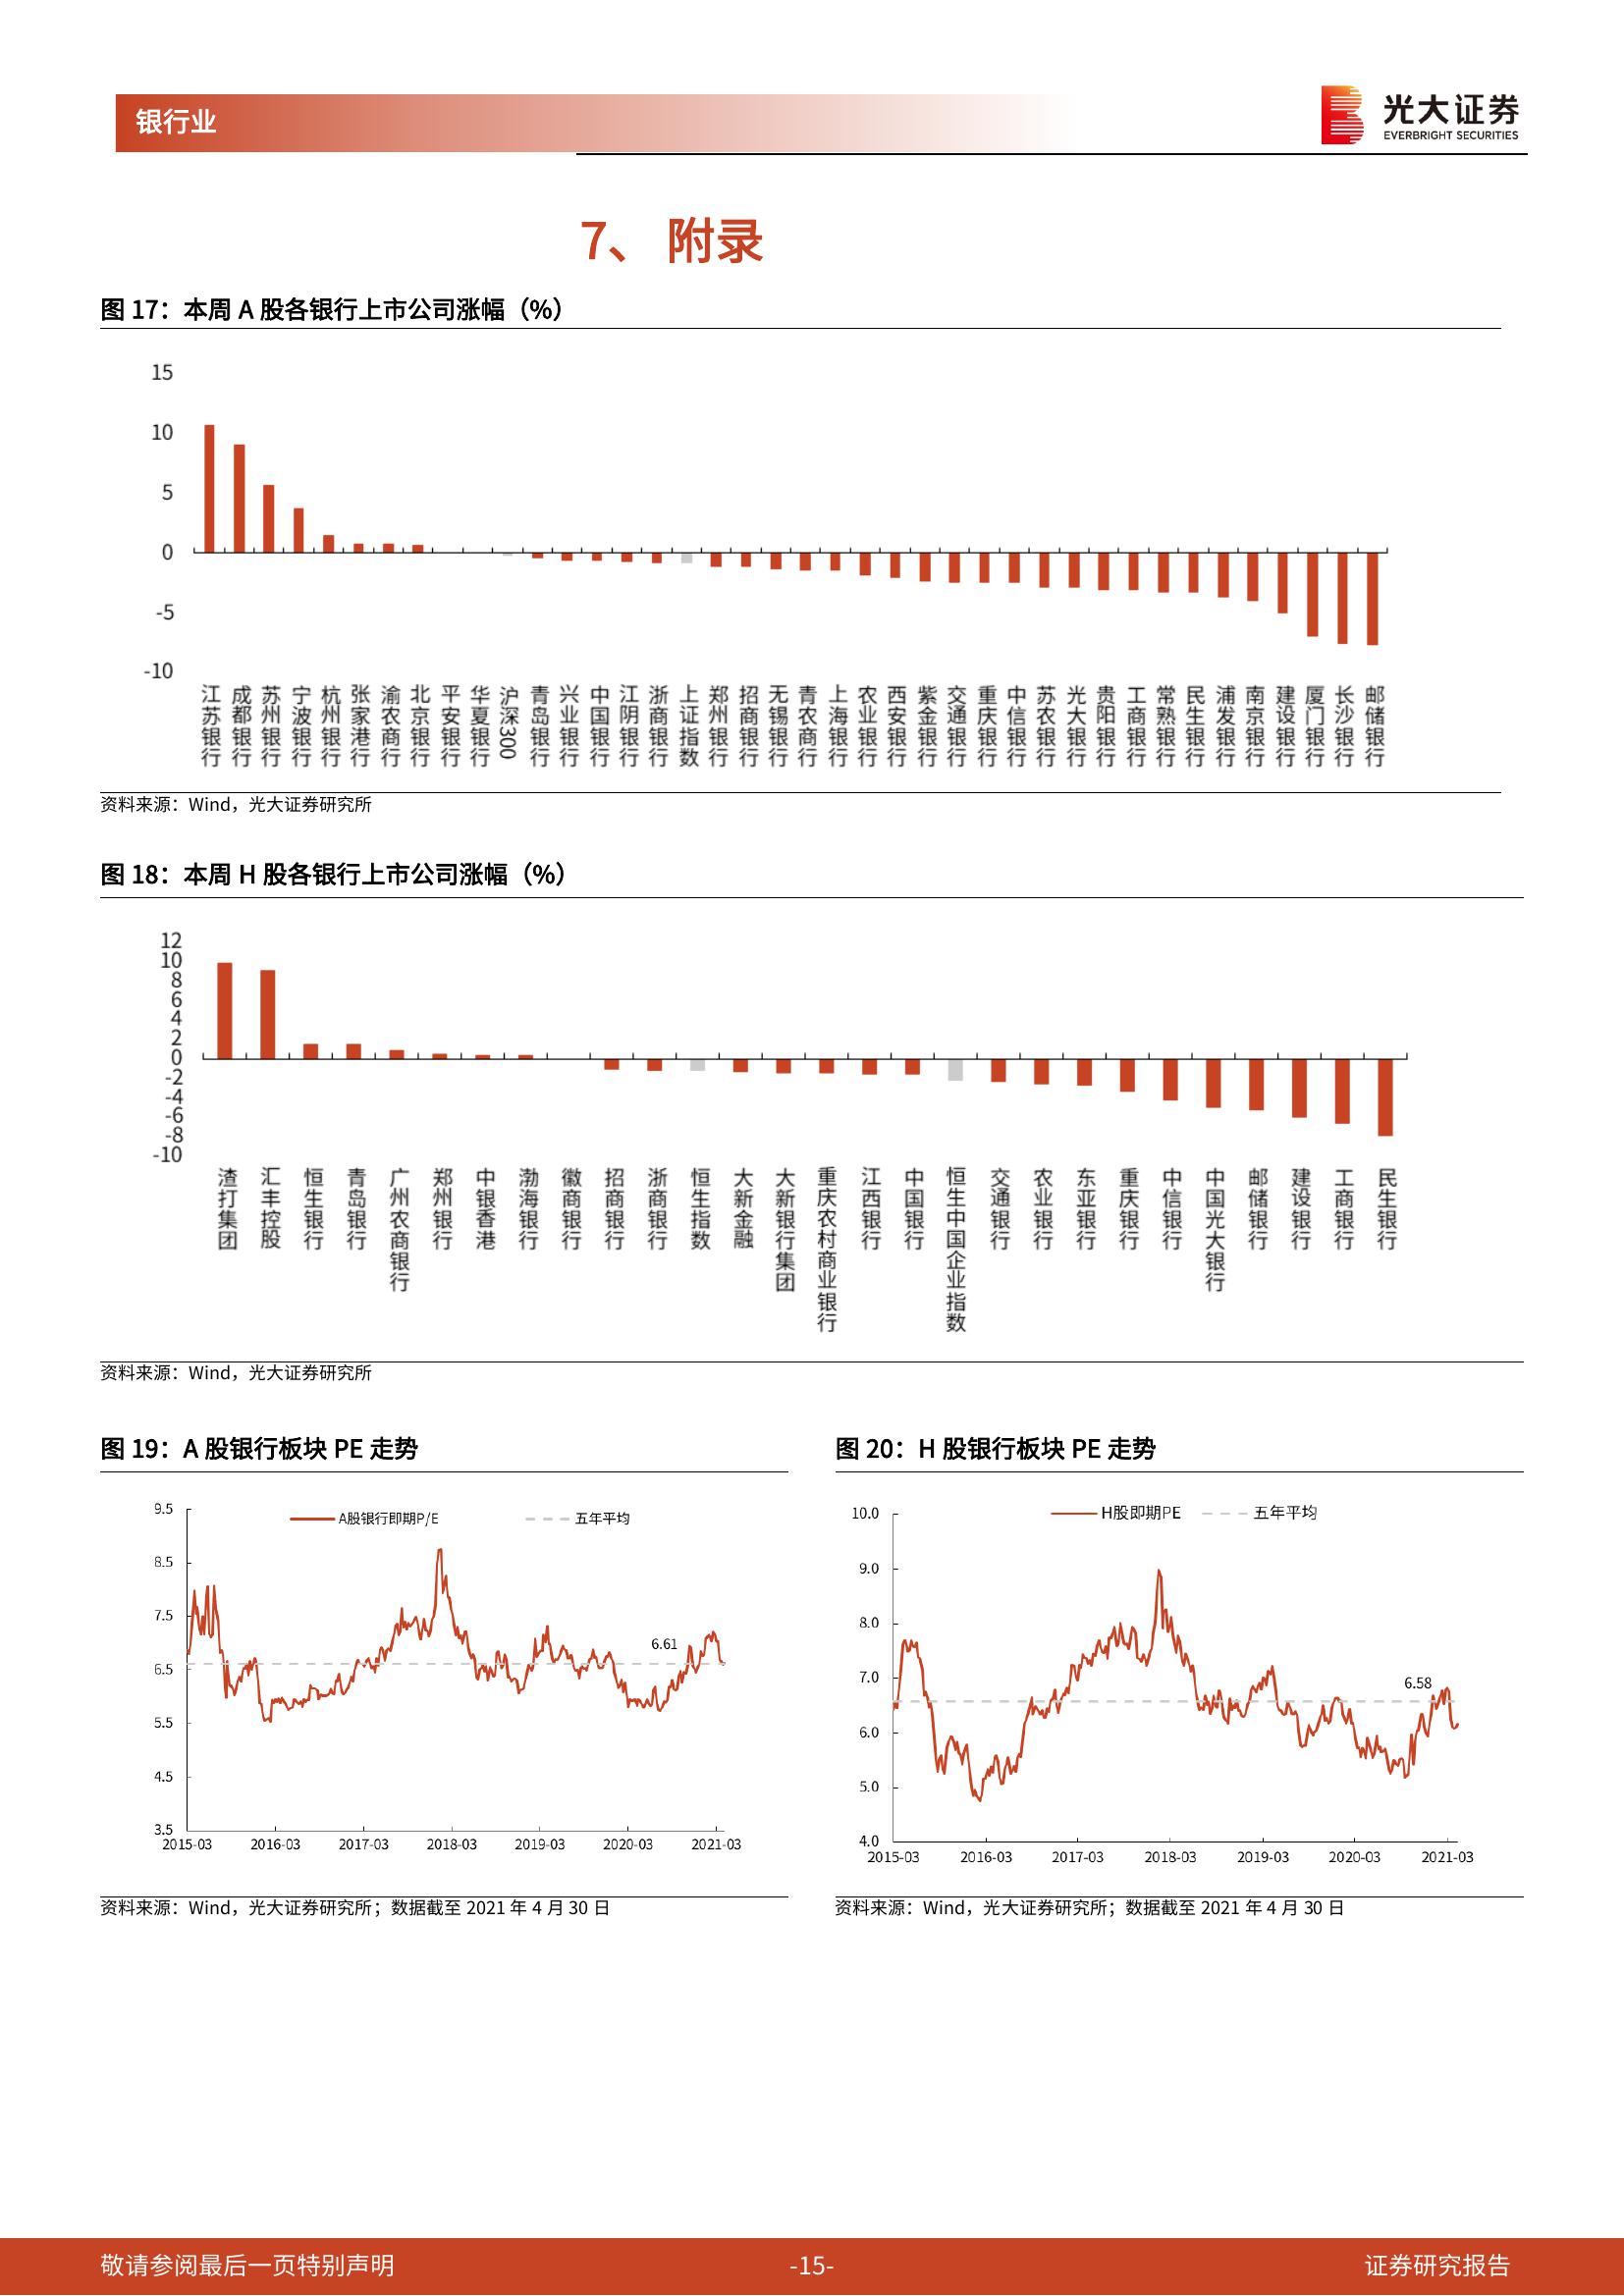 银行业
光大证券
EVERBRIGHT SECURITIES
7、 附录
图 17：本周 A 股各银行上市公司涨幅（%）
15
10
5
0
-5
-10
江苏银行
成都银行
苏州银行
宁波银行
杭州银行
张家港行
渝农商行
北京银行
平安银行
华夏银行
沪深300
青岛银行
兴业银行
中国银行
江阴银行
浙商银行
上证指数
郑州银行
招商银行
无锡银行
青农商行
上海银行
农业银行
西安银行
紫金银行
交通银行
重庆银行
中信银行
苏农银行
光大银行
贵阳银行
工商银行
常熟银行
民生银行
浦发银行
南京银行
建设银行
厦门银行
长沙银行
邮储银行
资料来源：Wind，光大证券研究所
图 18：本周 H 股各银行上市公司涨幅（%）
12
10
8
6
4
2
0
-2
-4
-6
-8
-10
渣打集团
汇丰控股
恒生银行
青岛银行
广州农商银行
郑州银行
中银香港
渤海银行
徽商银行
招商银行
浙商银行
恒生指数
大新金融
大新银行集团
重庆农村商业银行
江西银行
中国银行
恒生中国企业指数
交通银行
农业银行
东亚银行
重庆银行
中信银行
中国光大银行
邮储银行
建设银行
工商银行
民生银行
资料来源：Wind，光大证券研究所
图 19：A 股银行板块 PE 走势
9.5
8.5
7.5
6.5
5.5
4.5
3.5
A股银行即期P/E
五年平均
6.61
2015-03 2016-03 2017-03 2018-03 2019-03 2020-03 2021-03
资料来源：Wind，光大证券研究所；数据截至 2021 年 4 月 30 日
图 20：H 股银行板块 PE 走势
10.0
9.0
8.0
7.0
6.0
5.0
4.0
H股即期PE
五年平均
6.58
2015-03 2016-03 2017-03 2018-03 2019-03 2020-03 2021-03
资料来源：Wind，光大证券研究所；数据截至 2021 年 4 月 30 日
敬请参阅最后一页特别声明
-15-
证券研究报告